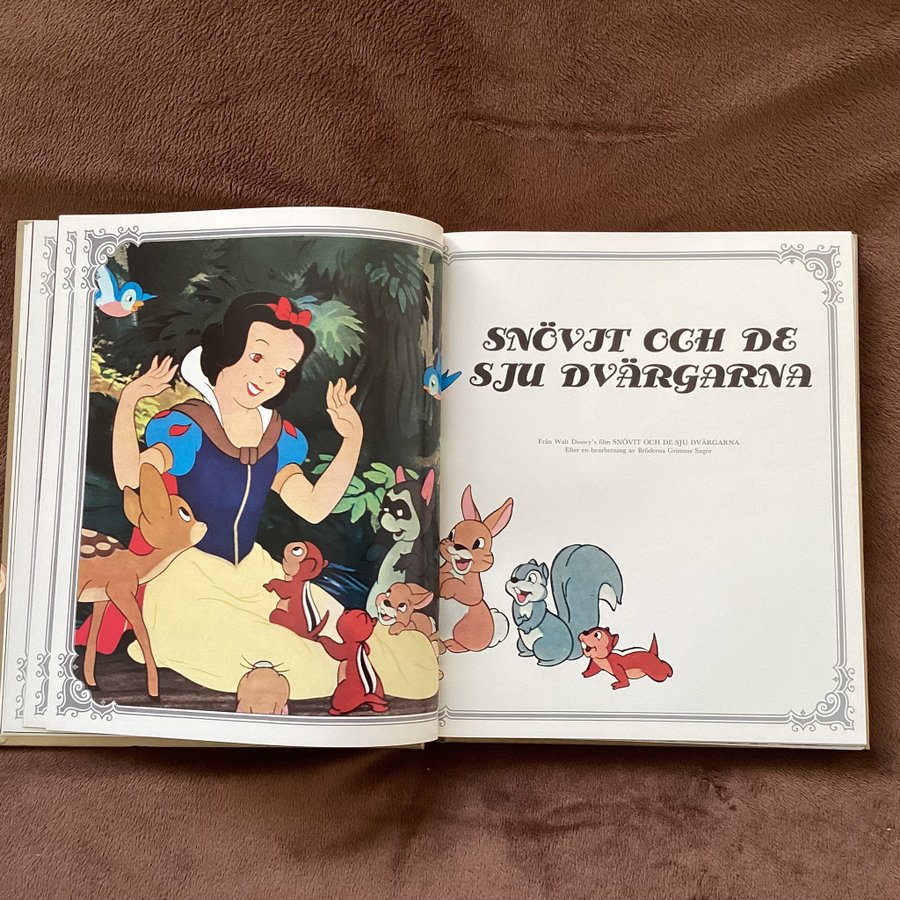 SNÖVIT OCH DE
SJU DVÄRGARNA
Från Walt Disney's film SNÖVIT OCH DE SJU DVÄRGARNA
Efter en bearbetning av Bröderna Grimms Sagor